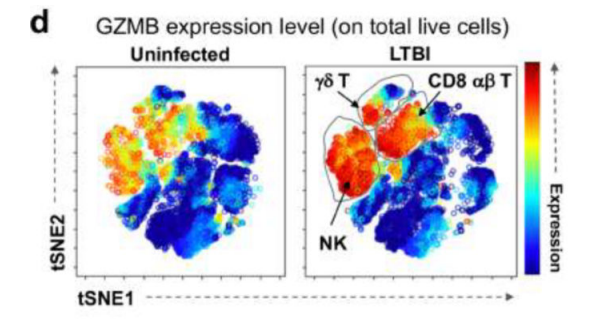 d
GZMB expression level (on total live cells)
Uninfected
LTBI
γδ T
CD8 αβ T
NK
Expression
tSNE2
tSNE1